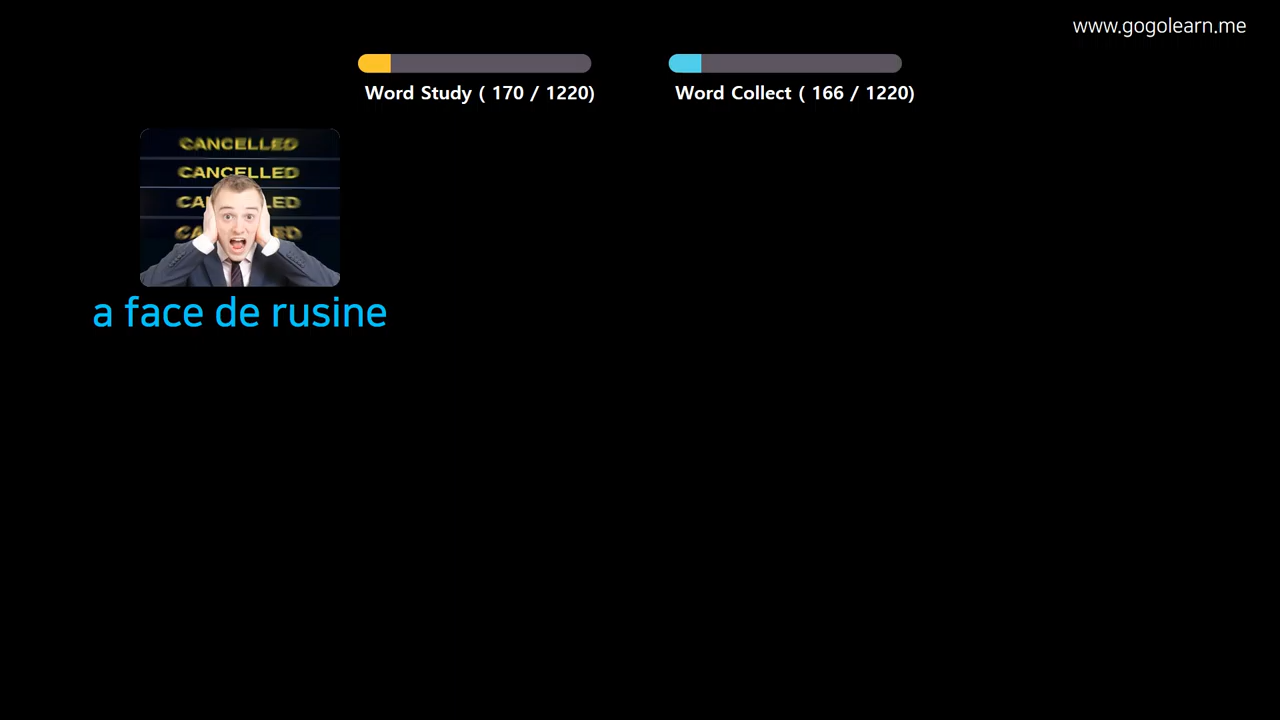 www.gogolearn.me
Word Study ( 170 / 1220)
Word Collect ( 166 / 1220)
CANCELLED
CANCELLED
a face de rusine